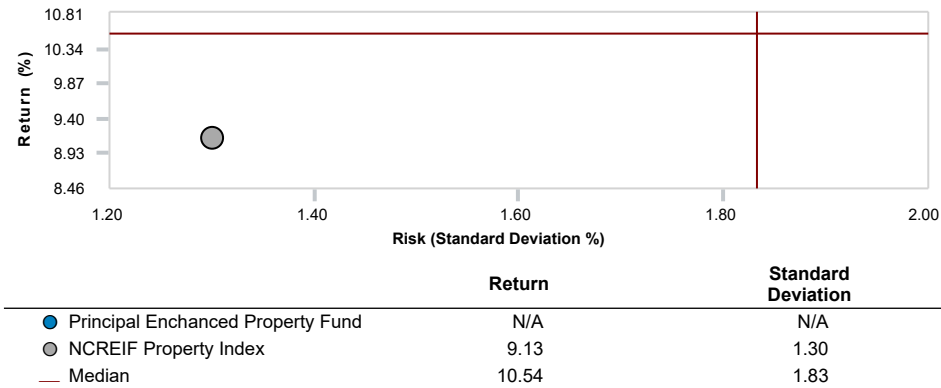 10.81
10.34
9.87
9.40
8.93
8.46
Return (%)
1.20 1.40 1.60 1.80 2.00
Risk (Standard Deviation %)
Return Standard Deviation
Principal Enchanced Property Fund N/A N/A
NCREIF Property Index 9.13 1.30
Median 10.54 1.83